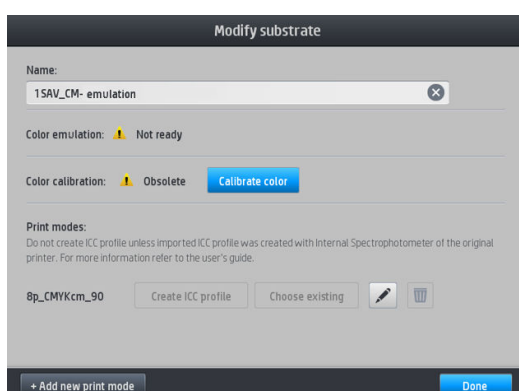 Modify substrate
Name:
1SAV_CM- emulation
Color emulation: Not ready
Color calibration: Obsolete Calibrate color
Print modes:
Do not create ICC profile unless imported ICC profile was created with Internal Spectrophotometer of the original
printer. For more information refer to the user's guide.
8p_CMYKcm_90 Create ICC profile Choose existing
+ Add new print mode Done